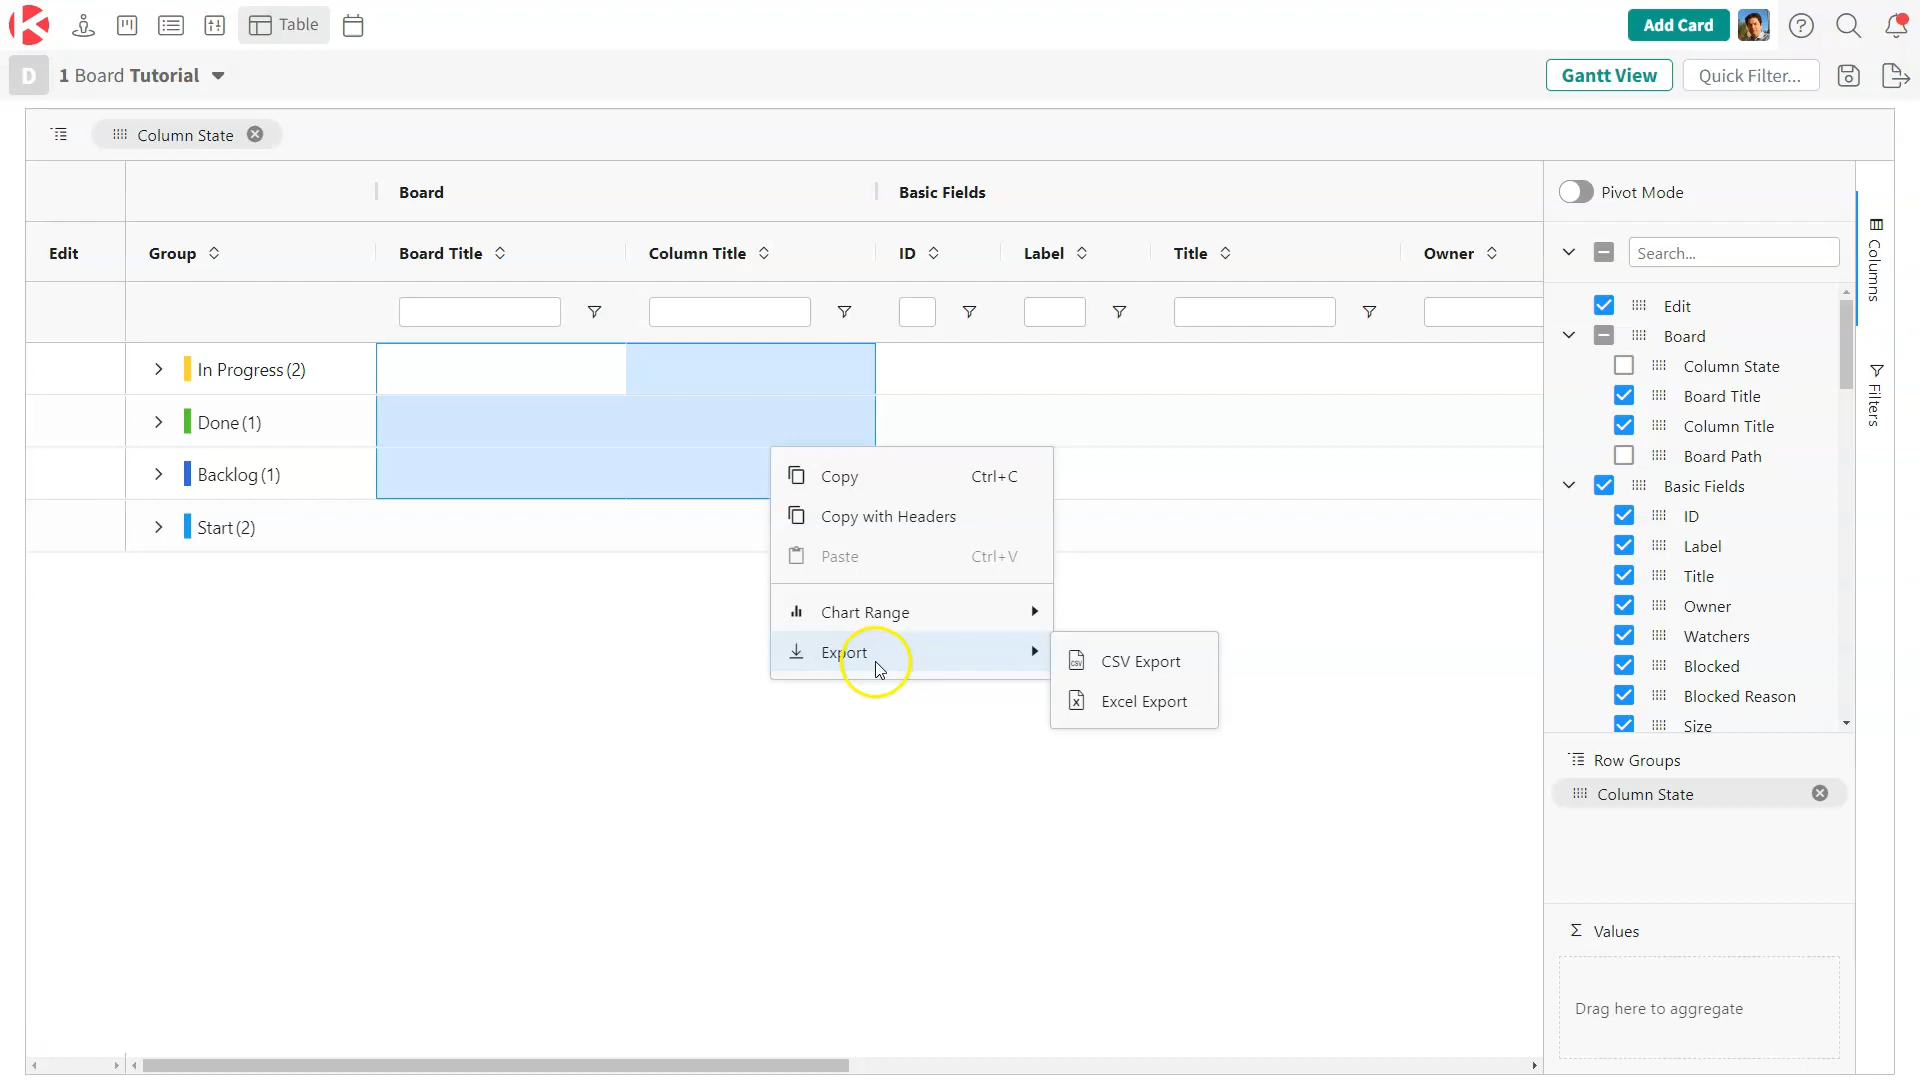 Table
Add Card
D
1 Board Tutorial
Gantt View
Quick Filter...
Column State
Board
Basic Fields
Pivot Mode
Edit
Group
Board Title
Column Title
ID
Label
Title
Owner
Search...
Columns
Filters
In Progress (2)
Done (1)
Backlog (1)
Start (2)
Copy Ctrl+C
Copy with Headers
Paste Ctrl+V
Chart Range
Export
CSV Export
Excel Export
Edit
Board
Column State
Board Title
Column Title
Board Path
Basic Fields
ID
Label
Title
Owner
Watchers
Blocked
Blocked Reason
Size
Row Groups
Column State
Values
Drag here to aggregate